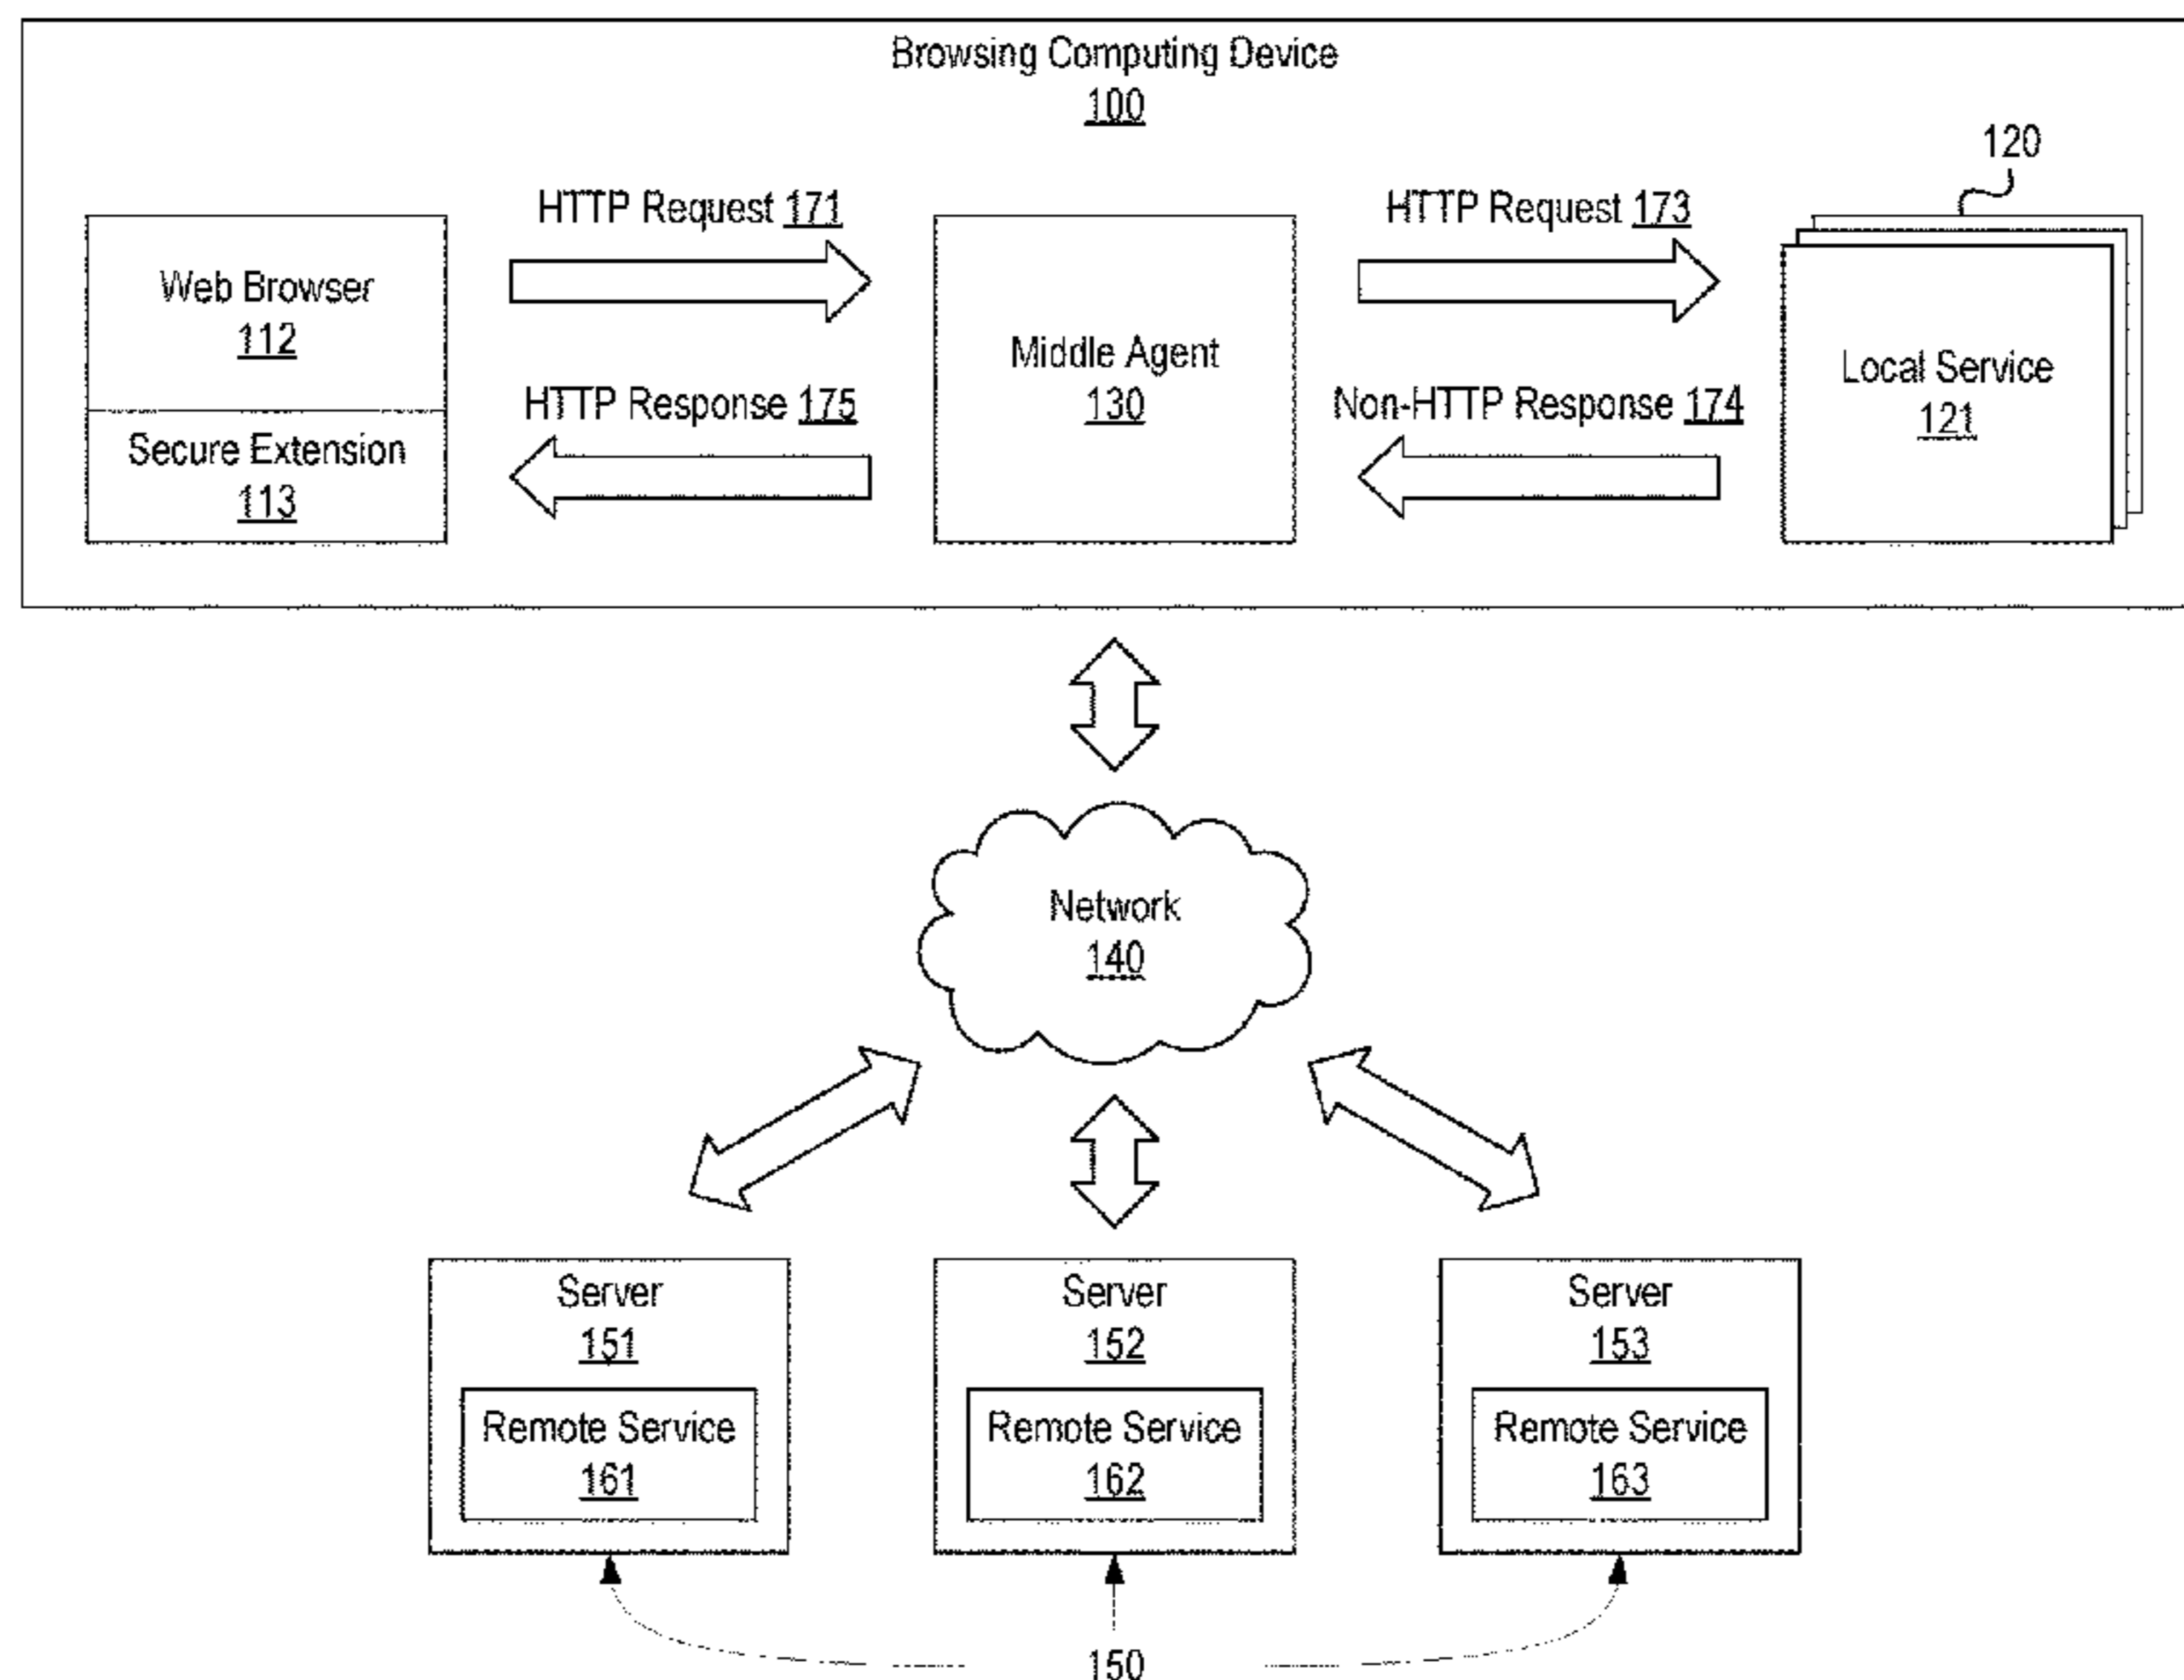 Browsing Computing Device
100
120
HTTP Request 171
HTTP Request 173
Web Browser
112
Middle Agent
130
Local Service
121
HTTP Response 175
Non-HTTP Response 174
Secure Extension
113
Network
140
Server
151
Remote Service
161
Server
152
Remote Service
162
Server
153
Remote Service
163
150